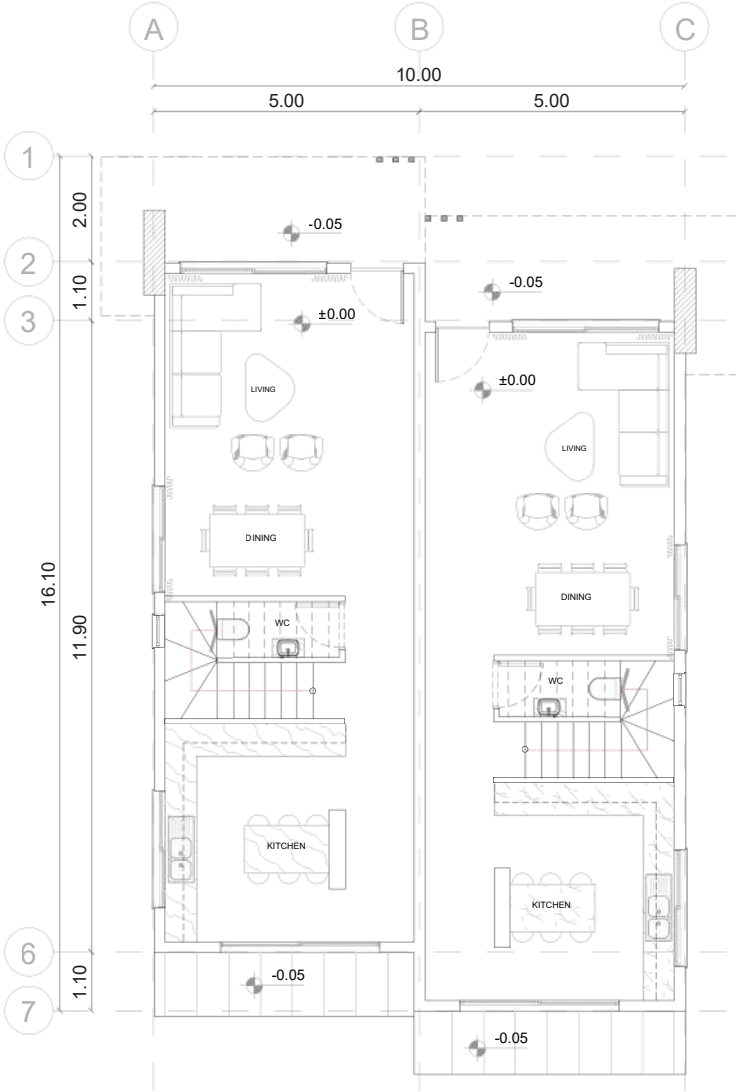 A B C
10.00
5.00 5.00
1
2.00
-0.05
2
1.10
-0.05
3
±0.00
±0.00
LIVING
LIVING
DINING
16.10
11.90
DINING
WC
WC
KITCHEN
KITCHEN
6
1.10
-0.05
7
-0.05